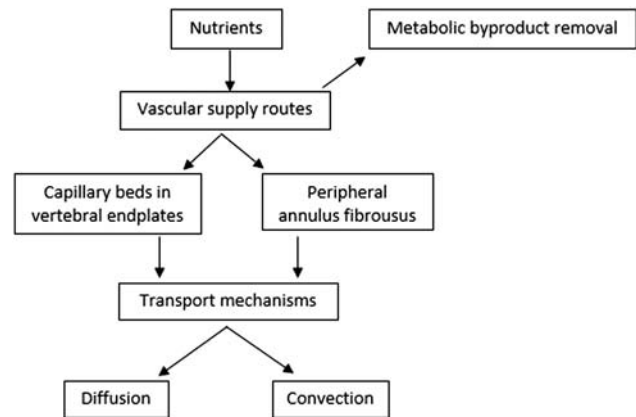 Nutrients
Metabolic byproduct removal
Vascular supply routes
Capillary beds in
vertebral endplates
Peripheral
annulus fibrousus
Transport mechanisms
Diffusion
Convection